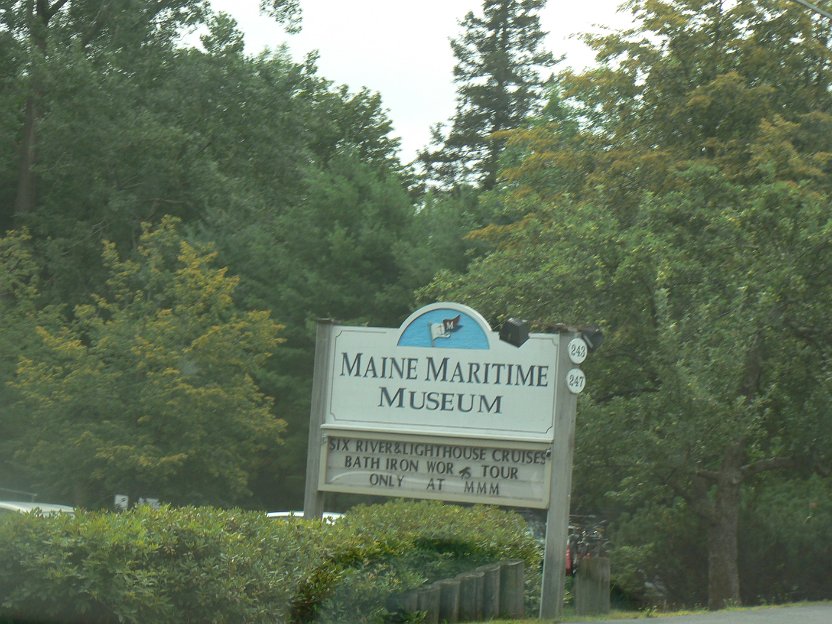 M
MAINE MARITIME
MUSEUM
243
247
SIX RIVER&LIGHTHOUSE CRUISES
BATH IRON WOR S TOUR
ONLY AT MMM